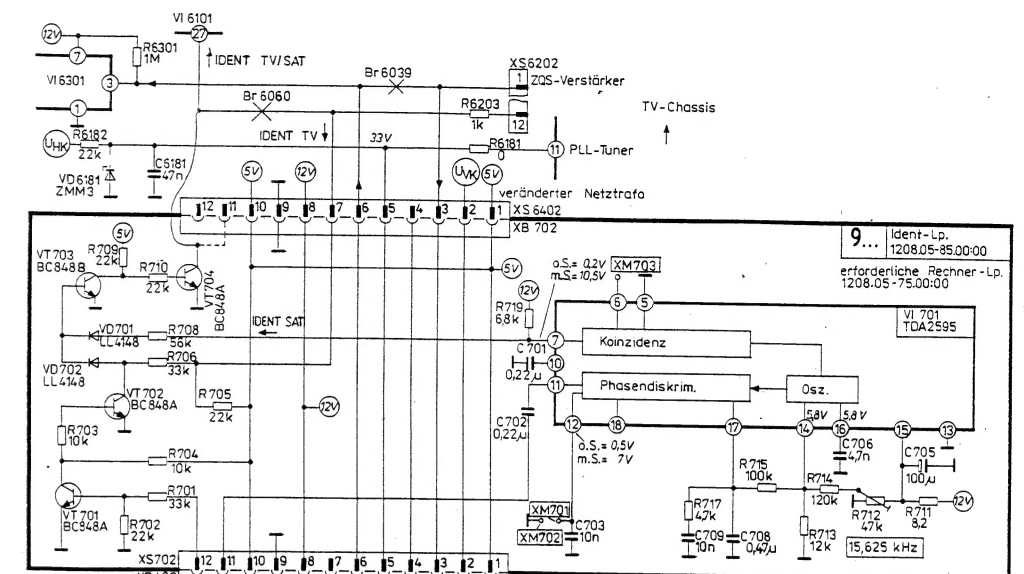 VI 6101
27
12V
R6301
1M
IDENT TV/SAT
7
VI 6301
3
1
Br 6039
XS6202
1
ZQS-Verstärker
Br 6060
R6203
1k
12
TV-Chassis
UHK
R6182
22k
IDENT TV
33V
R6181
0
11
PLL-Tuner
C6181
47n
VD6181
ZMM3
5V
12V
UVK
5V
veränderter Netztrafo
12 11 10 9 8 7 6 5 4 3 2 1
XS 6402
XB 702
9...
Ident-Lp.
1208.05-85.00:00
erforderliche Rechner-Lp.
1208.05-75.00:00
5V
VT703
BC848B
R709
22k
R710
22k
VT704
BC848A
5V
o.S.= 0,2V
m.S.= 10,5V
XM703
12V
R719
6,8k
6
5
VI 701
TDA2595
IDENT SAT
VD701
LL4148
R708
56k
7
Koinzidenz
C701
0,22µ
10
VD702
LL4148
R706
33k
11
Phasendiskrim.
Osz.
VT702
BC848A
R705
22k
12V
C702
0,22µ
5,8V
5,8V
12
18
17
14
16
15
13
R703
10k
o.S.= 0,5V
m.S.= 7V
C706
4,7n
C705
100µ
R704
10k
R715
100k
R714
120k
R701
33k
VT701
BC848A
R702
22k
XM701
XM702
C703
10n
R717
4,7k
C709
10n
C708
0,47µ
R713
12k
R712
47k
R711
8,2
12V
15,625 kHz
XS702
12 11 10 9 8 7 6 5 4 3 2 1